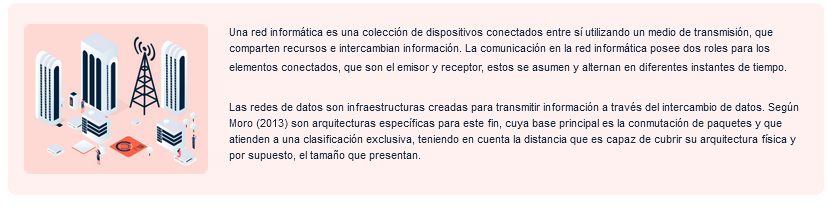 Una red informática es una colección de dispositivos conectados entre sí utilizando un medio de transmisión, que
comparten recursos e intercambian información. La comunicación en la red informática posee dos roles para los
elementos conectados, que son el emisor y receptor, estos se asumen y alternan en diferentes instantes de tiempo.
Las redes de datos son infraestructuras creadas para transmitir información a través del intercambio de datos. Según
Moro (2013) son arquitecturas específicas para este fin, cuya base principal es la conmutación de paquetes y que
atienden a una clasificación exclusiva, teniendo en cuenta la distancia que es capaz de cubrir su arquitectura física y
por supuesto, el tamaño que presentan.